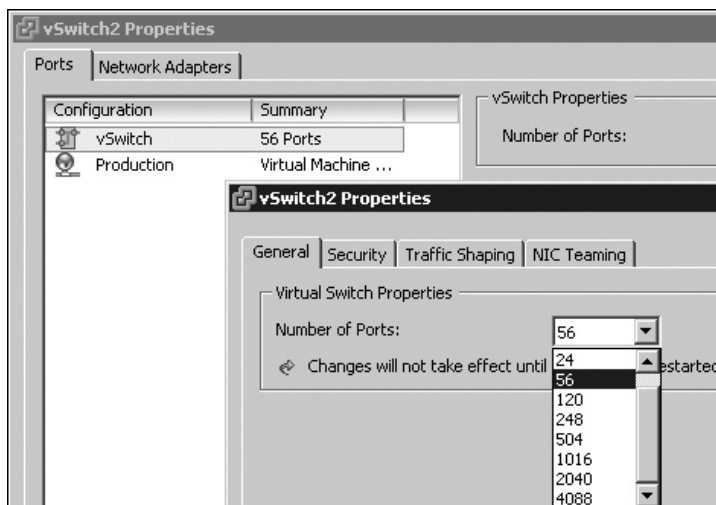 vSwitch2 Properties
Ports
Network Adapters
Configuration
Summary
vSwitch
56 Ports
Production
Virtual Machine ...
vSwitch Properties
Number of Ports:
vSwitch2 Properties
General
Security
Traffic Shaping
NIC Teaming
Virtual Switch Properties
Number of Ports:
56
Changes will not take effect until
24
56
120
248
504
1016
2040
4088